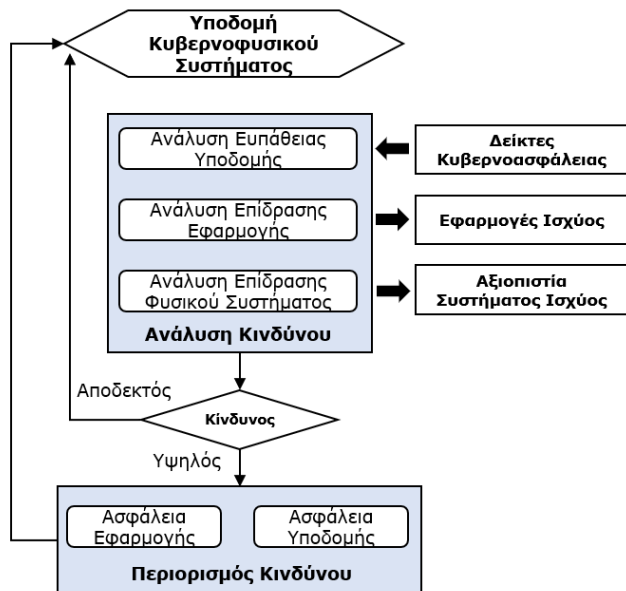 Υποδομή
Κυβερνοφυσικού
Συστήματος
Ανάλυση Ευπάθειας
Υποδομής
Δείκτες
Κυβερνοασφάλειας
Ανάλυση Επίδρασης
Εφαρμογής
Εφαρμογές Ισχύος
Ανάλυση Επίδρασης
Φυσικού Συστήματος
Αξιοπιστία
Συστήματος Ισχύος
Ανάλυση Κινδύνου
Αποδεκτός
Κίνδυνος
Υψηλός
Ασφάλεια
Εφαρμογής
Ασφάλεια
Υποδομής
Περιορισμός Κινδύνου